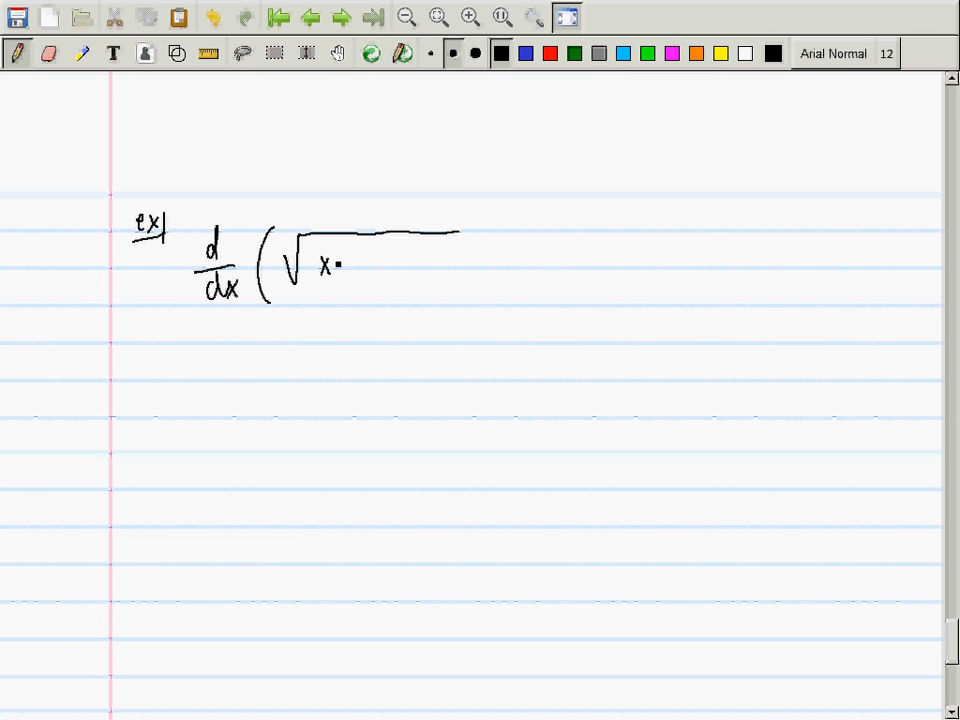 Arial Normal 12
ex|
d/dx ( √ x ·